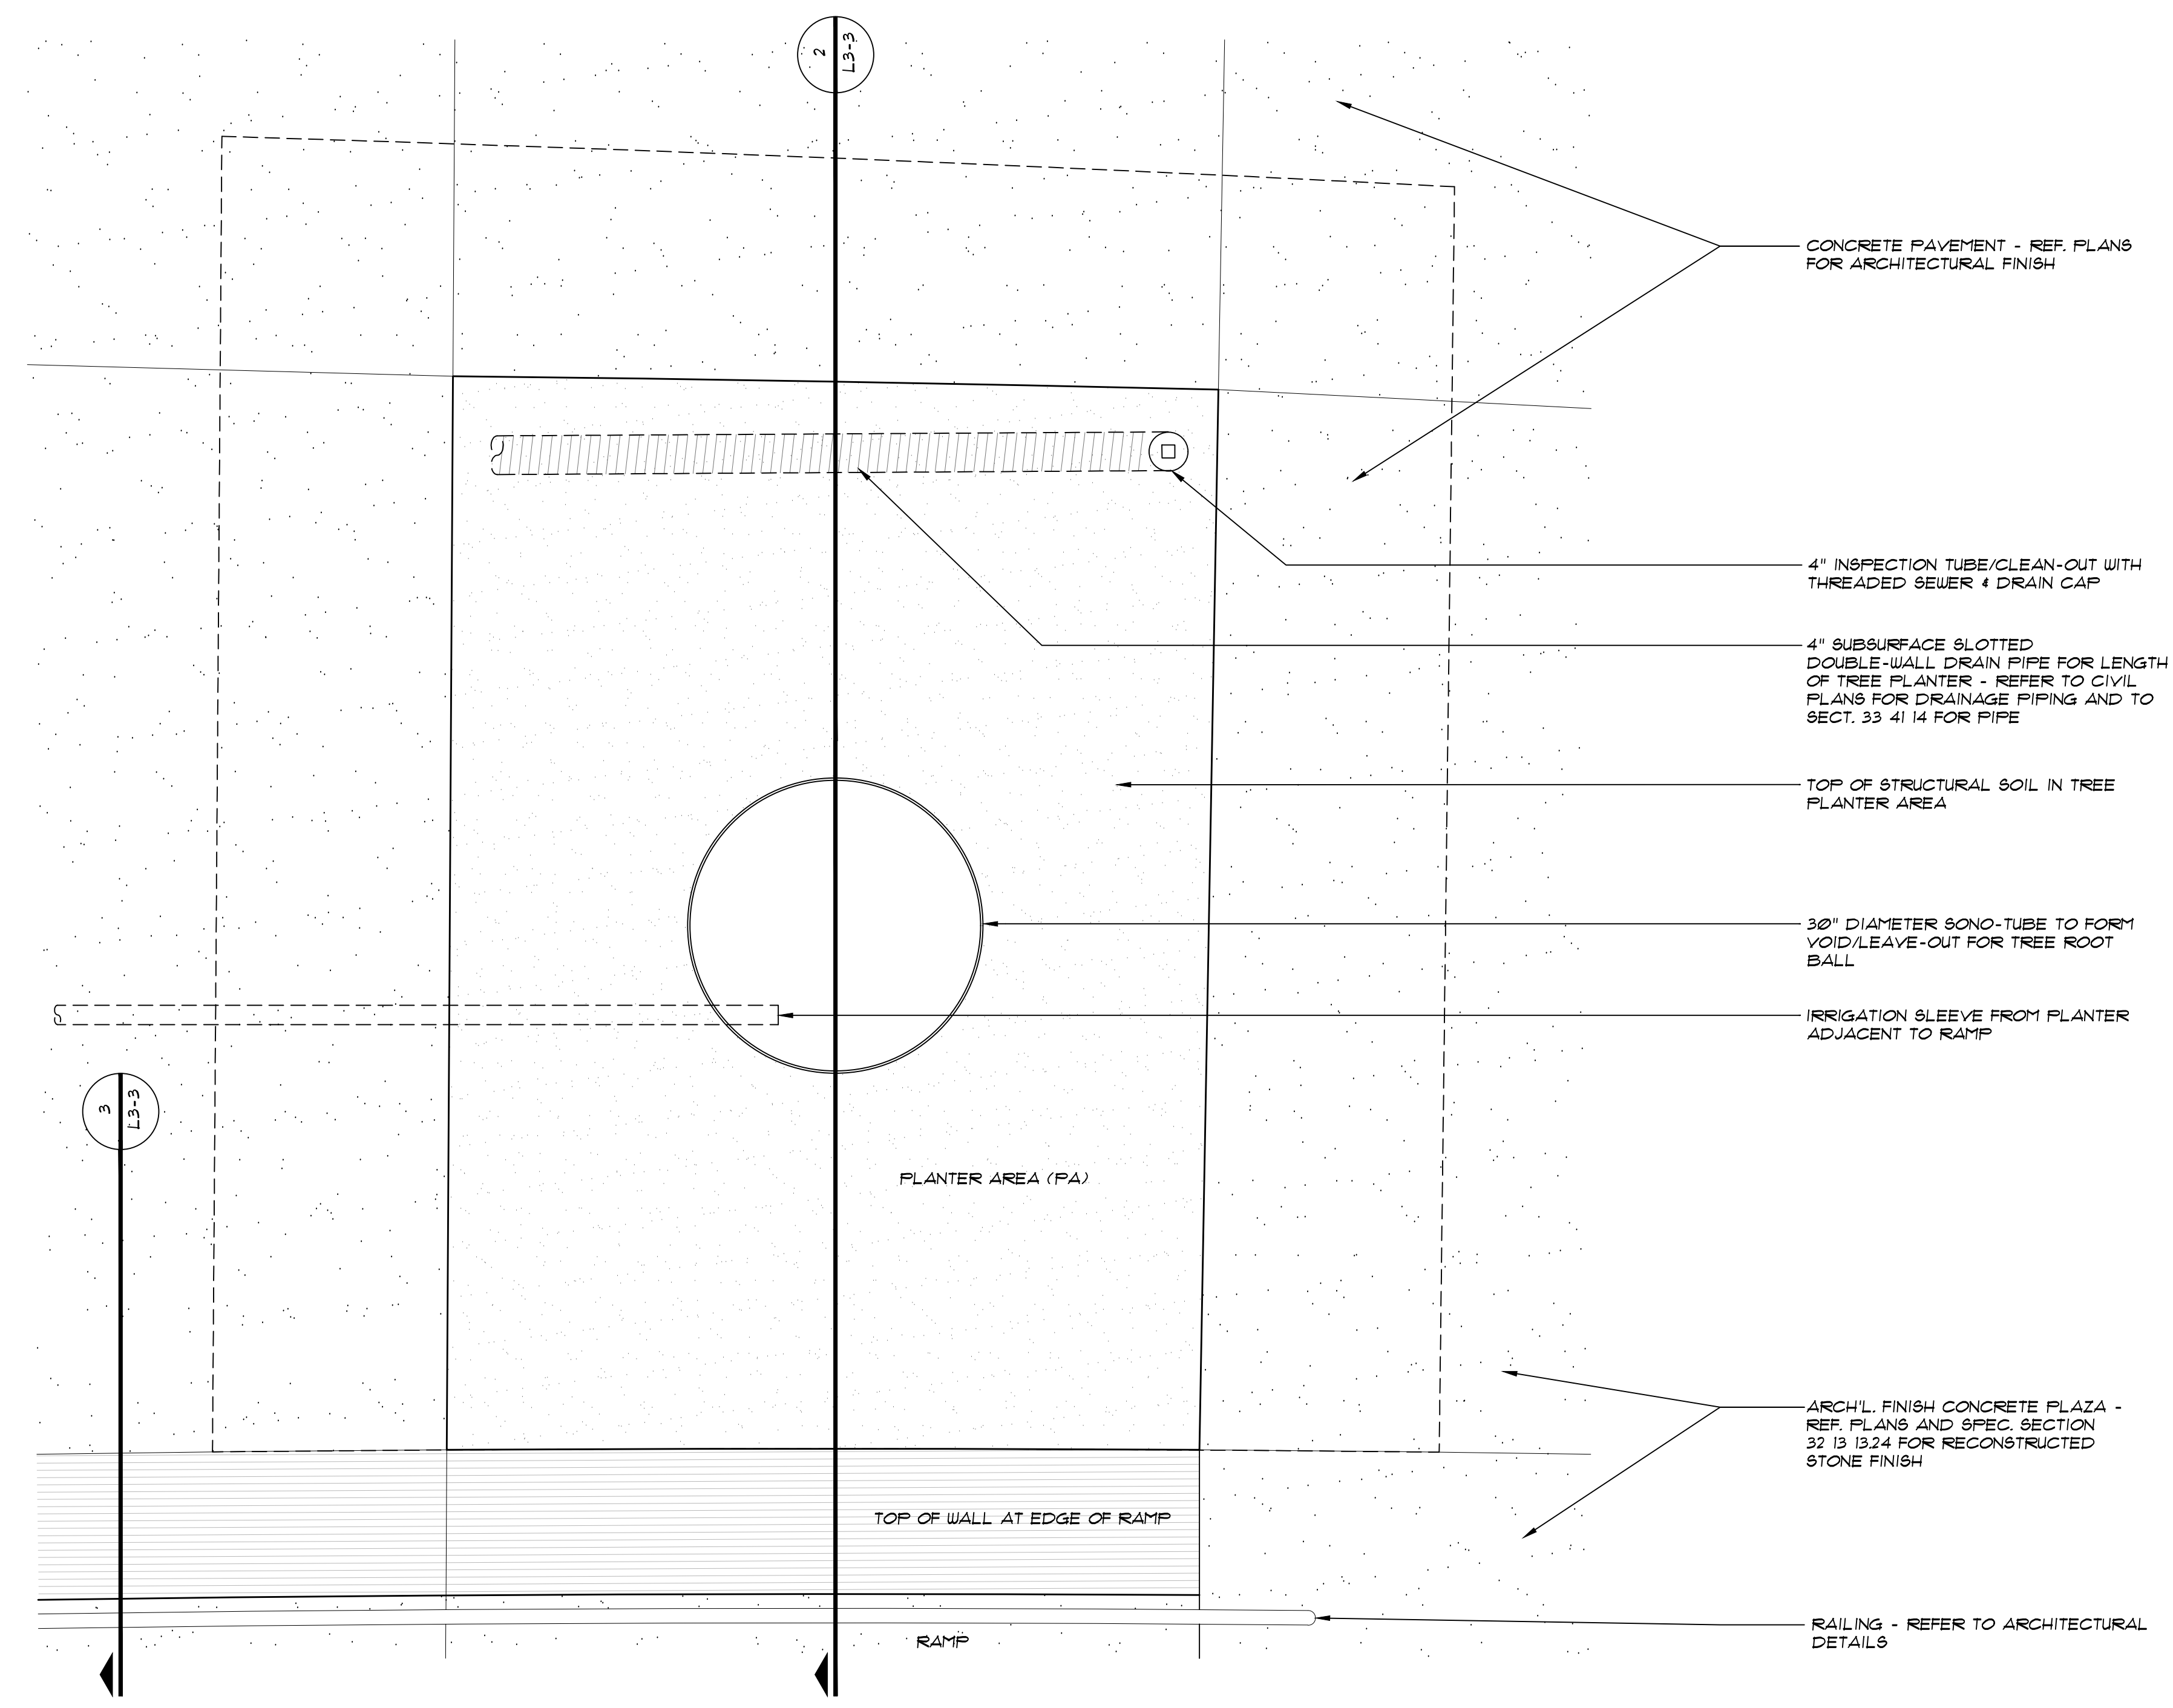 2
L3-3
CONCRETE PAVEMENT - REF. PLANS
FOR ARCHITECTURAL FINISH
4" INSPECTION TUBE/CLEAN-OUT WITH
THREADED SEWER & DRAIN CAP
4" SUBSURFACE SLOTTED
DOUBLE-WALL DRAIN PIPE FOR LENGTH
OF TREE PLANTER - REFER TO CIVIL
PLANS FOR DRAINAGE PIPING AND TO
SECT. 33 41 14 FOR PIPE
TOP OF STRUCTURAL SOIL IN TREE
PLANTER AREA
30" DIAMETER SONO-TUBE TO FORM
VOID/LEAVE-OUT FOR TREE ROOT
BALL
IRRIGATION SLEEVE FROM PLANTER
ADJACENT TO RAMP
3
L3-3
PLANTER AREA (PA)
ARCH'L. FINISH CONCRETE PLAZA -
REF. PLANS AND SPEC. SECTION
32 13 13.24 FOR RECONSTRUCTED
STONE FINISH
TOP OF WALL AT EDGE OF RAMP
RAILING - REFER TO ARCHITECTURAL
DETAILS
RAMP